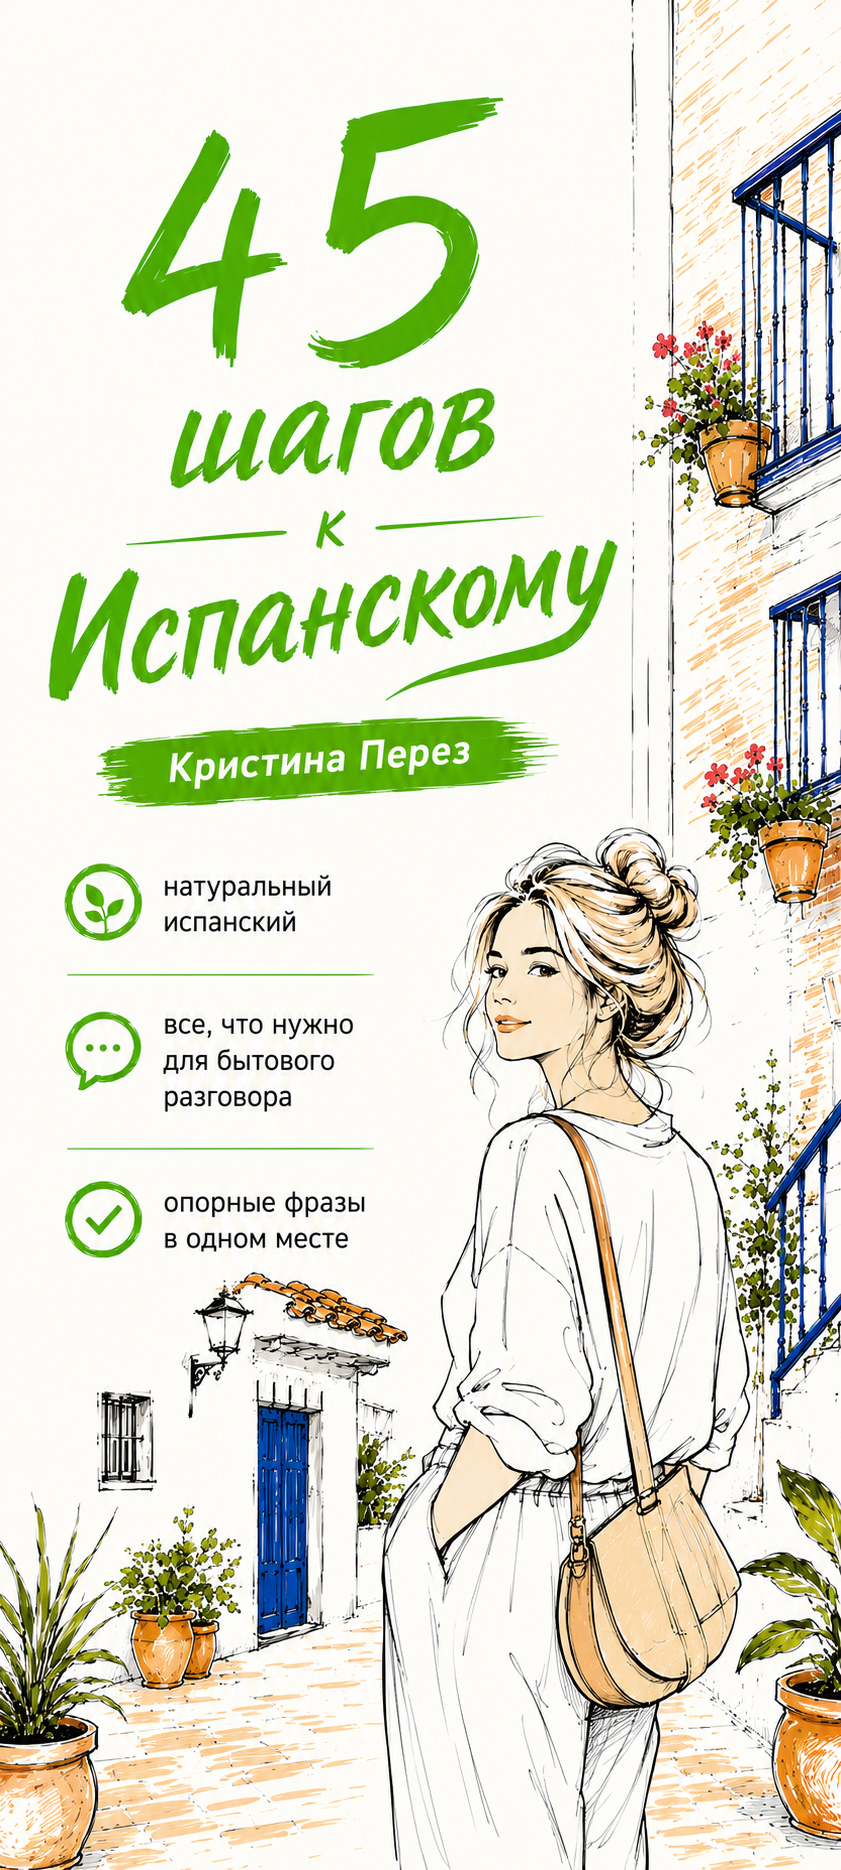 45
шагов
к
Испанскому
Кристина Перез
натуральный
испанский
все, что нужно
для бытового
разговора
опорные фразы
в одном месте